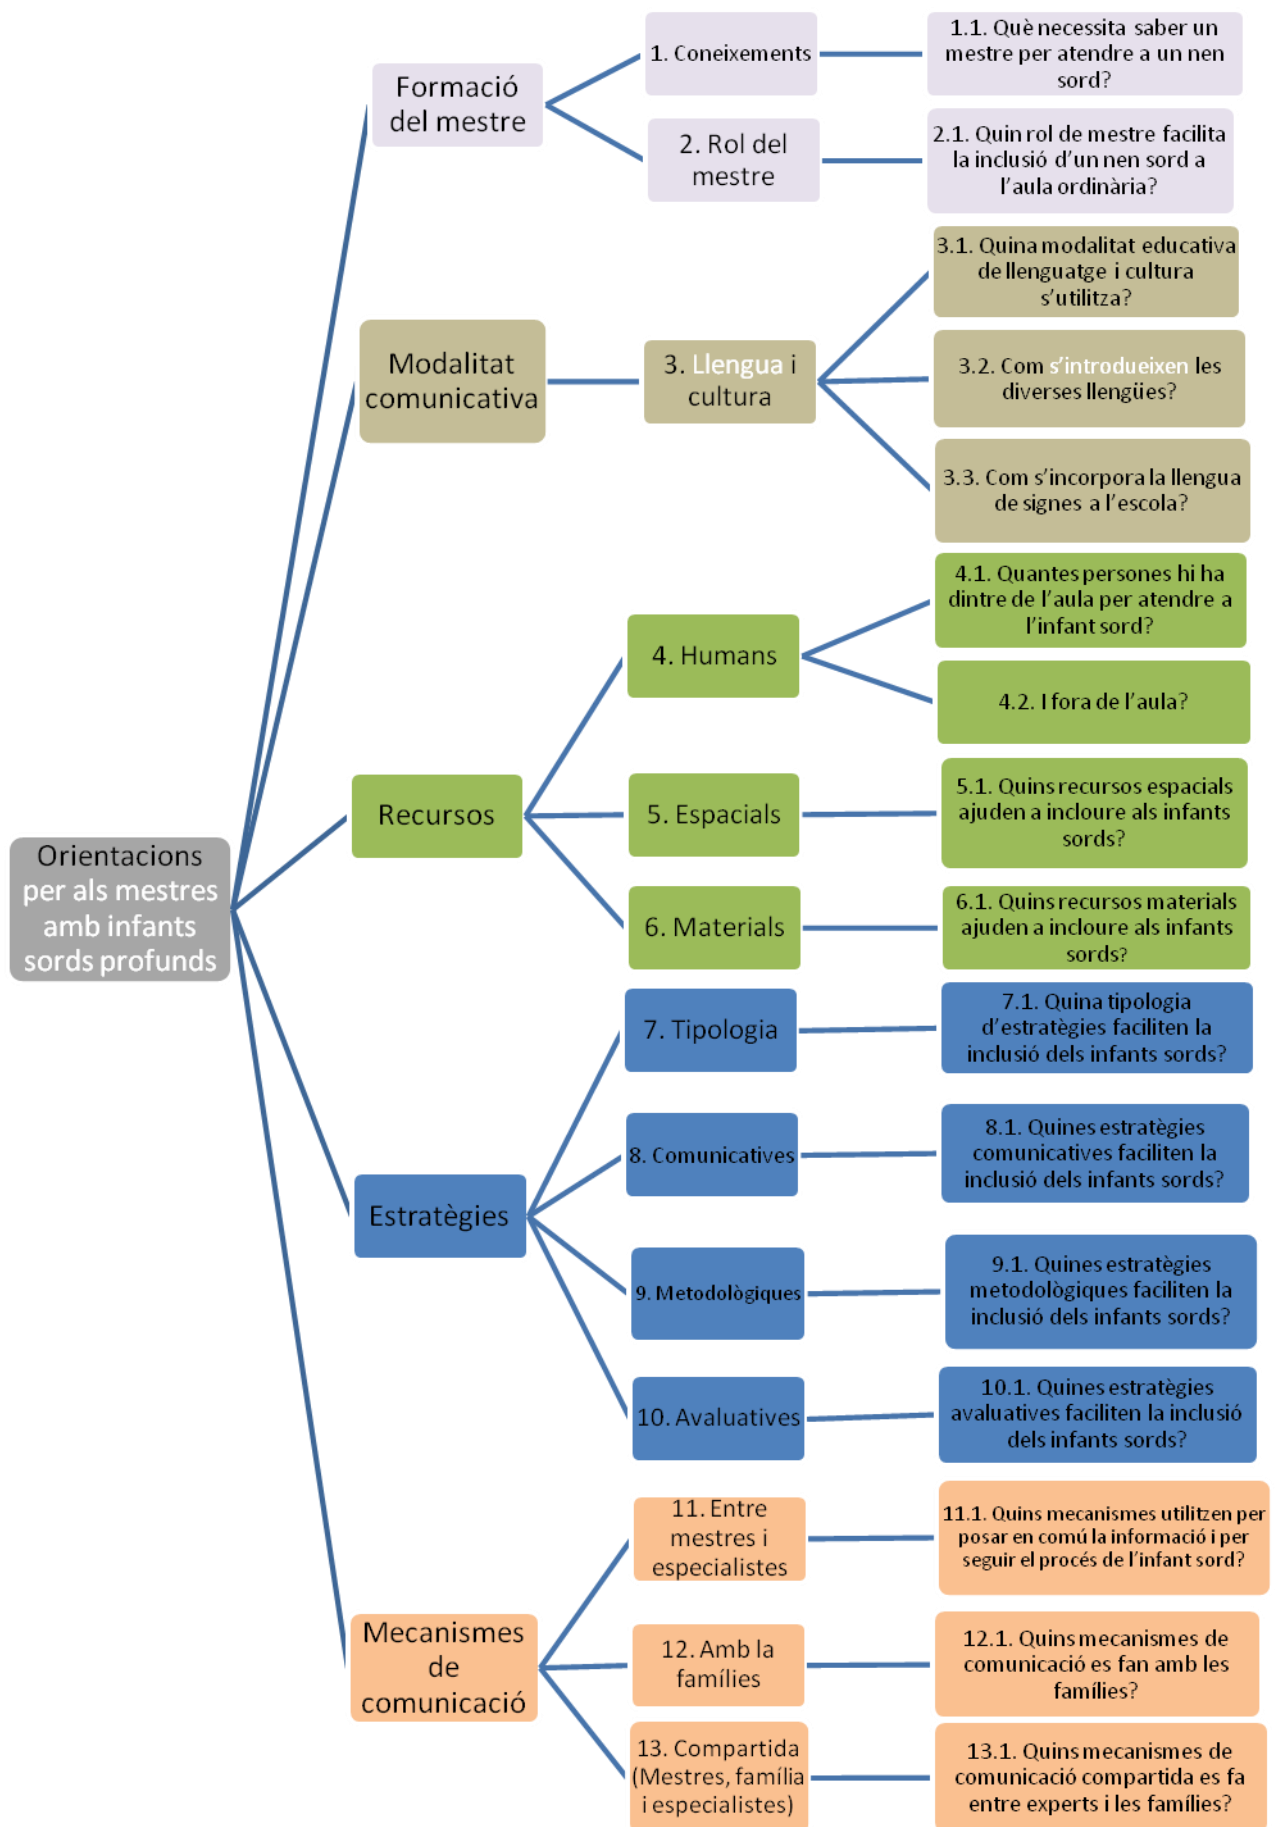 Orientacions
per als mestres
amb infants
sords profunds
Formació
del mestre
1. Coneixements
1.1. Què necessita saber un
mestre per atendre a un nen
sord?
2. Rol del
mestre
2.1. Quin rol de mestre facilita
la inclusió d'un nen sord a
l'aula ordinària?
Modalitat
comunicativa
3. Llengua i
cultura
3.1. Quina modalitat educativa
de llenguatge i cultura
s'utilitza?
3.2. Com s'introdueixen les
diverses llengües?
3.3. Com s'incorpora la llengua
de signes a l'escola?
Recursos
4. Humans
4.1. Quantes persones hi ha
dintre de l'aula per atendre a
l'infant sord?
4.2. I fora de l'aula?
5. Espacials
5.1. Quins recursos espacials
ajuden a incloure als infants
sords?
6. Materials
6.1. Quins recursos materials
ajuden a incloure als infants
sords?
Estratègies
7. Tipologia
7.1. Quina tipologia
d'estratègies faciliten la
inclusió dels infants sords?
8. Comunicatives
8.1. Quines estratègies
comunicatives faciliten la
inclusió dels infants sords?
9. Metodològiques
9.1. Quines estratègies
metodològiques faciliten la
inclusió dels infants sords?
10. Avaluatives
10.1. Quines estratègies
avaluatives faciliten la inclusió
dels infants sords?
Mecanismes
de
comunicació
11. Entre
mestres i
especialistes
11.1. Quins mecanismes utilitzen per
posar en comú la informació i per
seguir el procés de l'infant sord?
12. Amb la
famílies
12.1. Quins mecanismes de
comunicació es fan amb les
famílies?
13. Compartida
(Mestres, família
i especialistes)
13.1. Quins mecanismes de
comunicació compartida es fa
entre experts i les famílies?